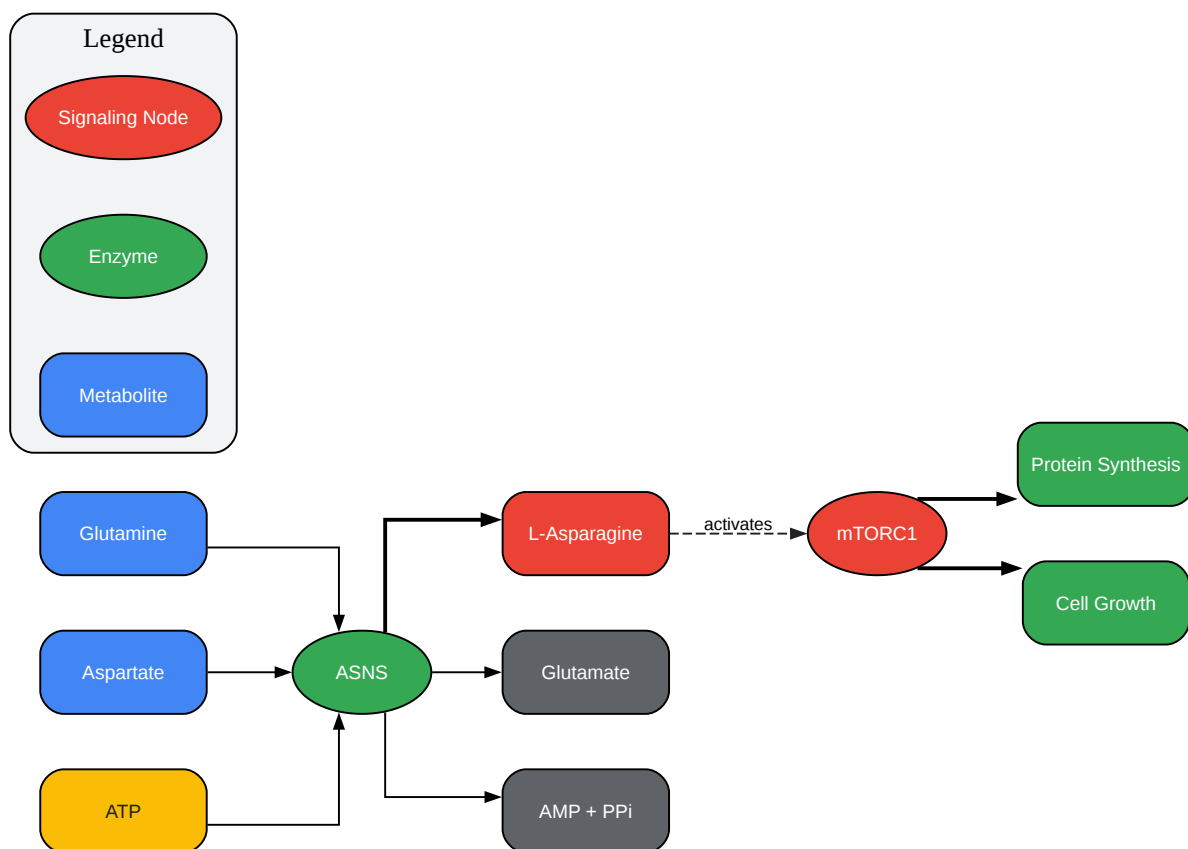 Legend
Signaling Node
Enzyme
Metabolite
Glutamine
Aspartate
ATP
ASNS
L-Asparagine
Glutamate
AMP + PPi
activates
mTORC1
Protein Synthesis
Cell Growth